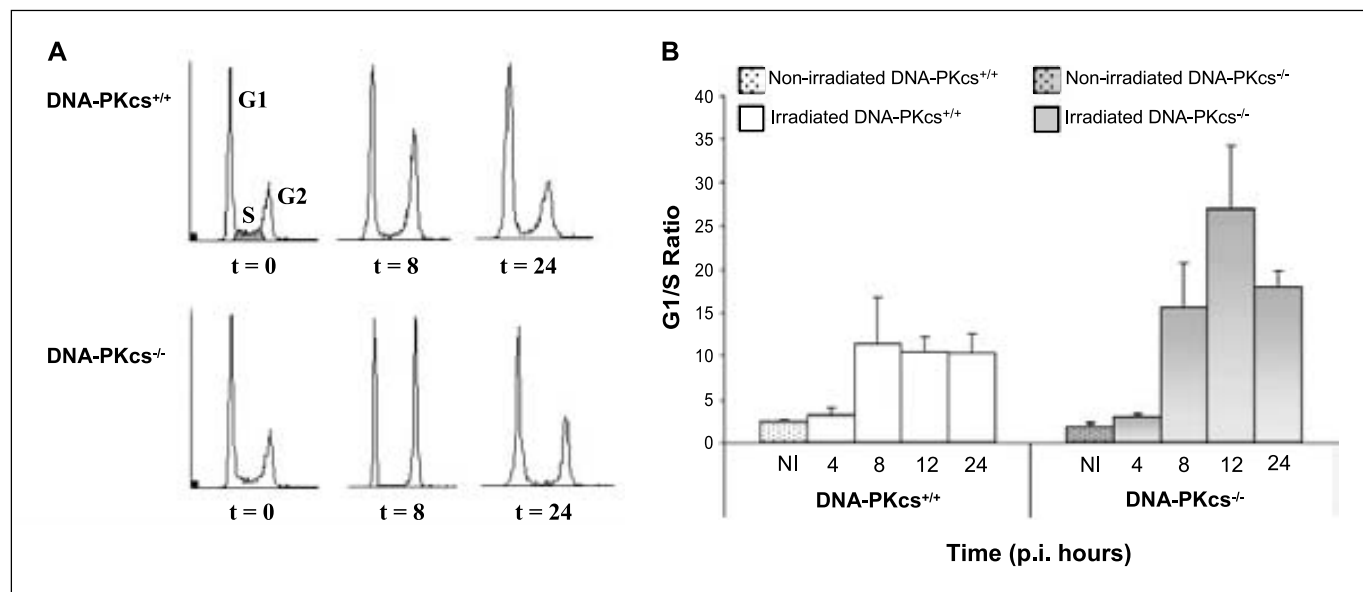 A
DNA-PKcs+/+
G1
S
G2
t = 0
t = 8
t = 24
DNA-PKcs-/-
t = 0
t = 8
t = 24
B
Non-irradiated DNA-PKcs+/+
Non-irradiated DNA-PKcs-/-
Irradiated DNA-PKcs+/+
Irradiated DNA-PKcs-/-
G1/S Ratio
40
35
30
25
20
15
10
5
0
NI 4 8 12 24 NI 4 8 12 24
DNA-PKcs+/+ DNA-PKcs-/-
Time (p.i. hours)